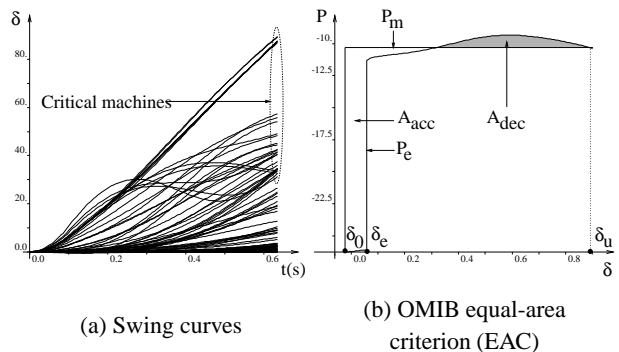 δ
80.
60.
40.
20.
0.0
Critical machines
0.0
0.2
0.4
0.6
t(s)
(a) Swing curves
P
-10.
-12.5
-17.5
-22.5
Pm
Aacc
Adec
Pe
δ0
δe
δu
0.0
0.2
0.4
0.6
0.8
δ
(b) OMIB equal-area
criterion (EAC)